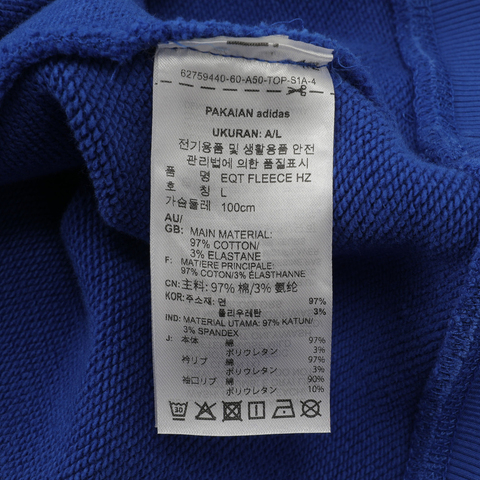 62759440-60-A50-TOP-S1A-4
PAKAIAN adidas
UKURAN: A/L
전기용품 및 생활용품 안전
관리법에 의한 품질표시
품 명 EQT FLEECE HZ
호 칭 L
가슴둘레 100cm
AU/
GB: MAIN MATERIAL:
97% COTTON/
3% ELASTANE
F: MATIERE PRINCIPALE:
97% COTON/3% ÉLASTHANNE
CN: 主料: 97% 棉/3% 氨纶
KOR: 주소재: 면 97%
폴리우레탄 3%
IND: MATERIAL UTAMA: 97% KATUN/
3% SPANDEX
J: 本体 綿 97%
ポリウレタン 3%
衿リブ 綿 97%
ポリウレタン 3%
袖口リブ 綿 90%
ポリウレタン 10%
30